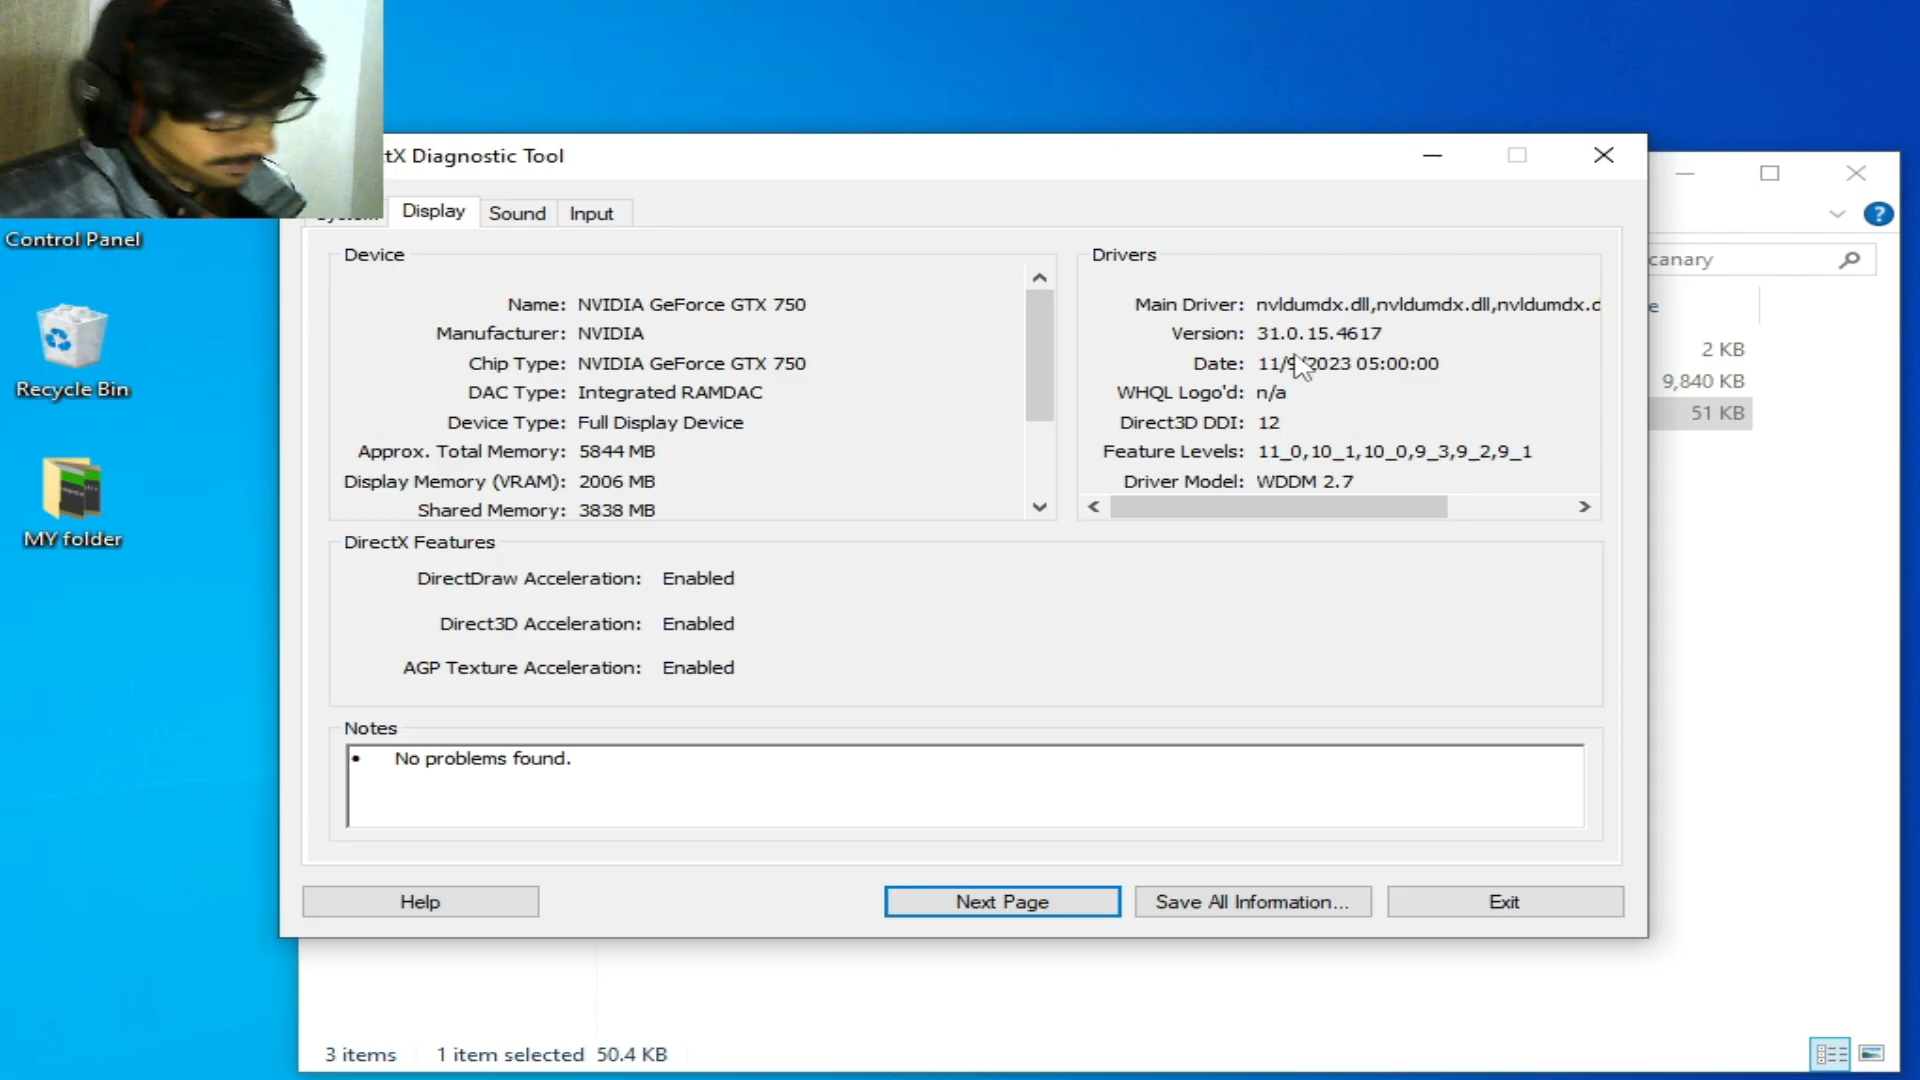 tX Diagnostic Tool
Display
Sound
Input
Control Panel
Recycle Bin
MY folder
Device
Name: NVIDIA GeForce GTX 750
Manufacturer: NVIDIA
Chip Type: NVIDIA GeForce GTX 750
DAC Type: Integrated RAMDAC
Device Type: Full Display Device
Approx. Total Memory: 5844 MB
Display Memory (VRAM): 2006 MB
Shared Memory: 3838 MB
Drivers
Main Driver: nvldumdx.dll,nvldumdx.dll,nvldumdx.d
Version: 31.0.15.4617
Date: 11/9/2023 05:00:00
WHQL Logo'd: n/a
Direct3D DDI: 12
Feature Levels: 11_0,10_1,10_0,9_3,9_2,9_1
Driver Model: WDDM 2.7
DirectX Features
DirectDraw Acceleration: Enabled
Direct3D Acceleration: Enabled
AGP Texture Acceleration: Enabled
Notes
• No problems found.
Help
Next Page
Save All Information...
Exit
?
canary
e
2 KB
9,840 KB
51 KB
3 items
1 item selected 50.4 KB